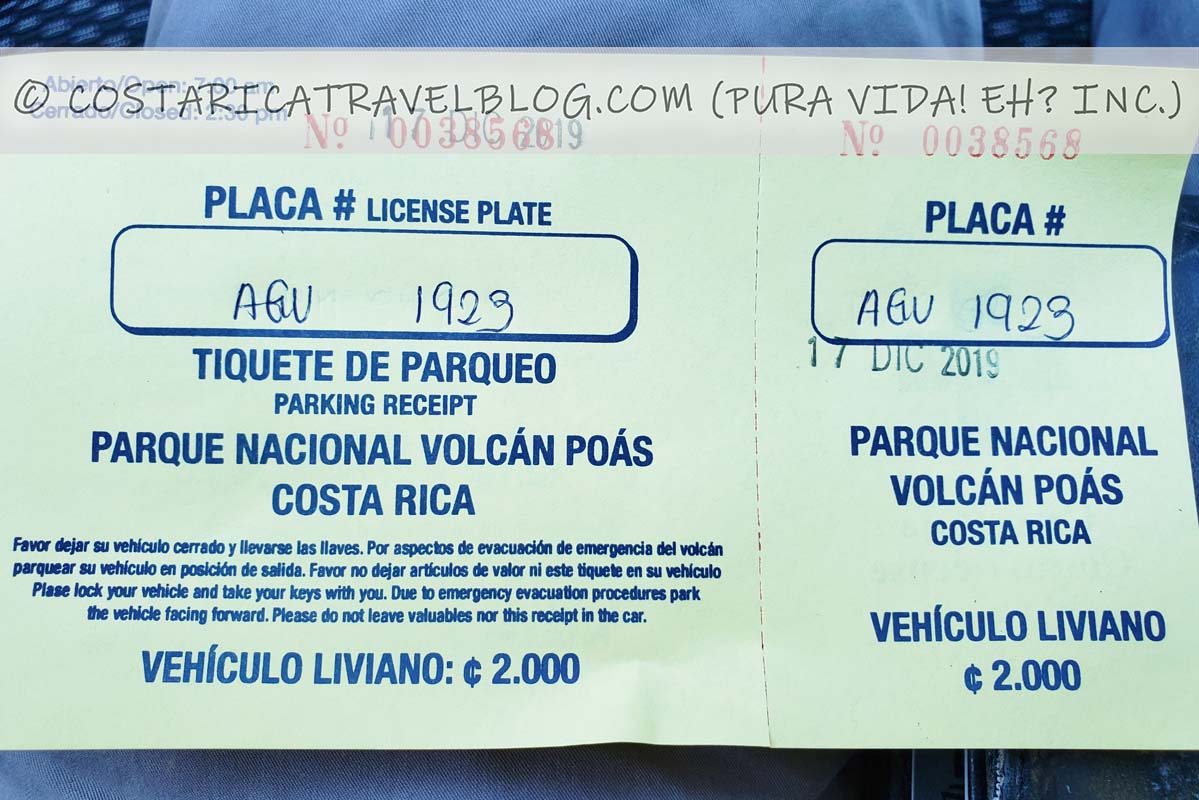 Abierto/Open: 7:00 am
© COSTARICATRAVELBLOG.COM (PURA VIDA! EH? INC.)
Cerrado/Closed: 2:30 pm
Nº 0038568
17 DIC 2019
PLACA # LICENSE PLATE
AGU 1923
TIQUETE DE PARQUEO
PARKING RECEIPT
PARQUE NACIONAL VOLCÁN POÁS
COSTA RICA
Favor dejar su vehículo cerrado y llevarse las llaves. Por aspectos de evacuación de emergencia del volcán
parquear su vehículo en posición de salida. Favor no dejar artículos de valor ni este tiquete en su vehículo
Plase lock your vehicle and take your keys with you. Due to emergency evacuation procedures park
the vehicle facing forward. Please do not leave valuables nor this receipt in the car.
VEHÍCULO LIVIANO: ¢ 2.000
Nº 0038568
PLACA #
AGU 1923
17 DIC 2019
PARQUE NACIONAL
VOLCÁN POÁS
COSTA RICA
VEHÍCULO LIVIANO
¢ 2.000